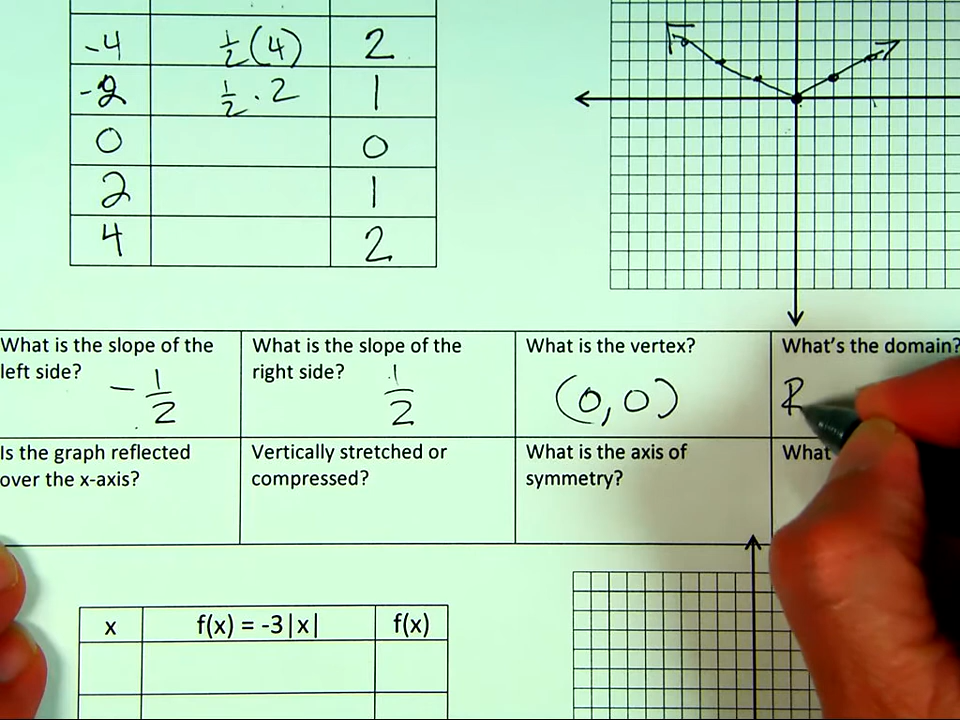 -4 ½(4) 2
-2 ½ · 2 1
0 0
2 1
4 2
What is the slope of the
left side? - 1/2
What is the slope of the
right side? 1/2
What is the vertex?
(0,0)
What's the domain?
R
Is the graph reflected
over the x-axis?
Vertically stretched or
compressed?
What is the axis of
symmetry?
What
x f(x) = -3|x| f(x)